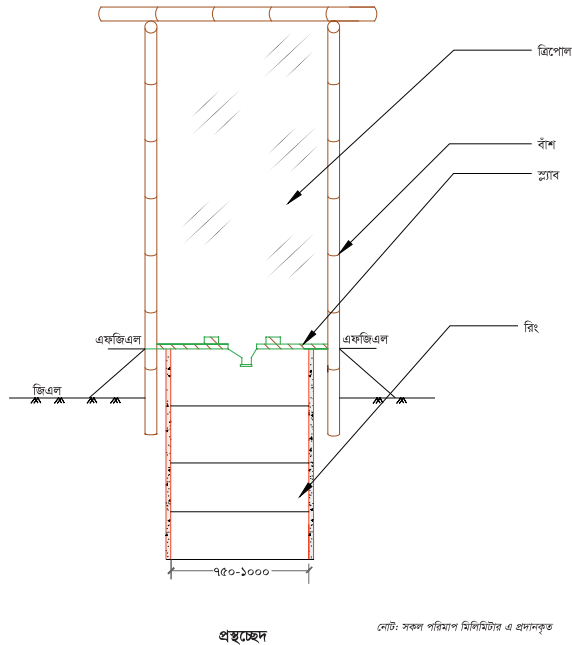 ত্রিপোল
বাঁশ
স্ল্যাব
রিং
এফজিএল
এফজিএল
জিএল
৭৫০-১০০০
প্রস্থচ্ছেদ
নোট: সকল পরিমাপ মিলিমিটার এ প্রদানকৃত